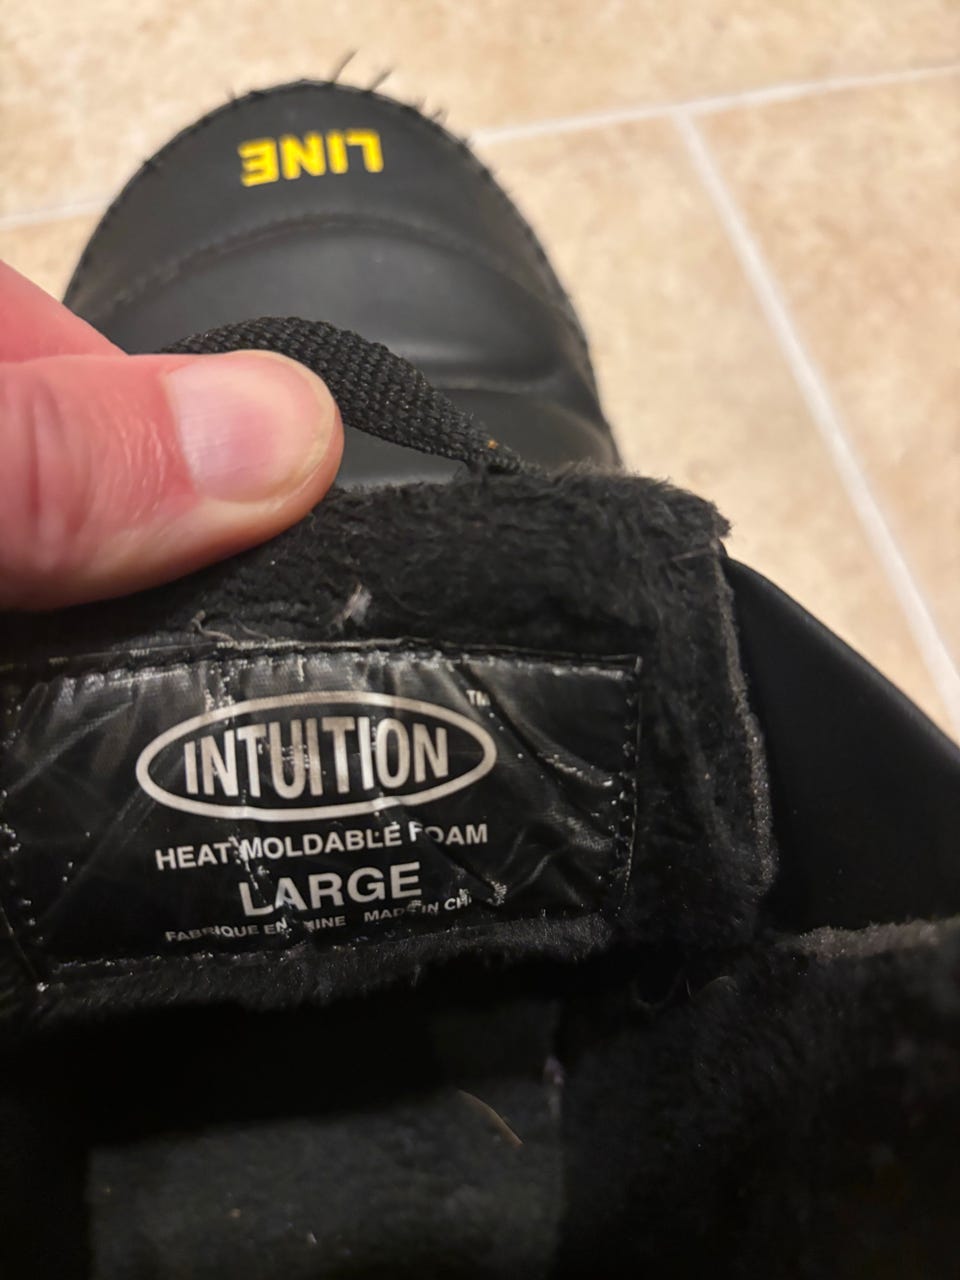 LINE
INTUITION™
HEAT MOLDABLE FOAM
LARGE
FABRIQUE EN MADE IN